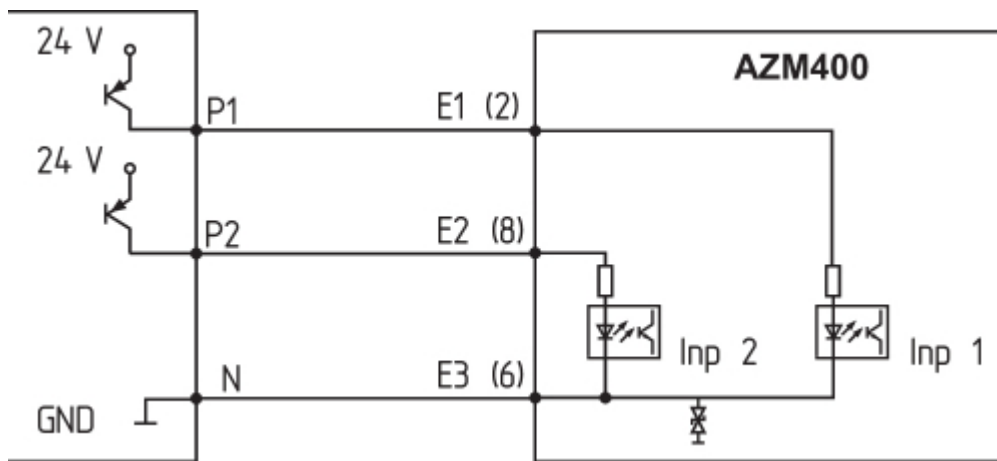 24 V
AZM400
P1
E1 (2)
24 V
P2
E2 (8)
Inp 2
Inp 1
N
E3 (6)
GND